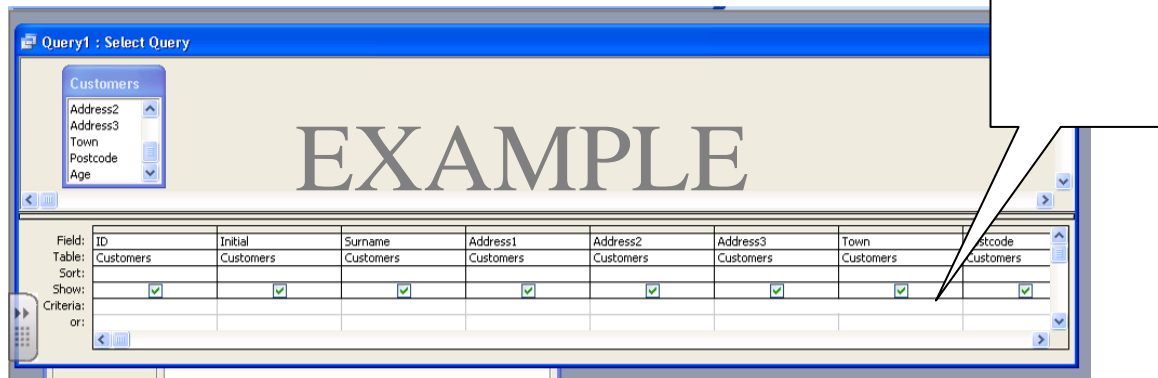 Query1 : Select Query
Customers
Address2
Address3
Town
Postcode
Age
EXAMPLE
Field: ID Initial Surname Address1 Address2 Address3 Town
Table: Customers Customers Customers Customers Customers Customers Customers Customers
Sort:
Show:
Criteria:
or: